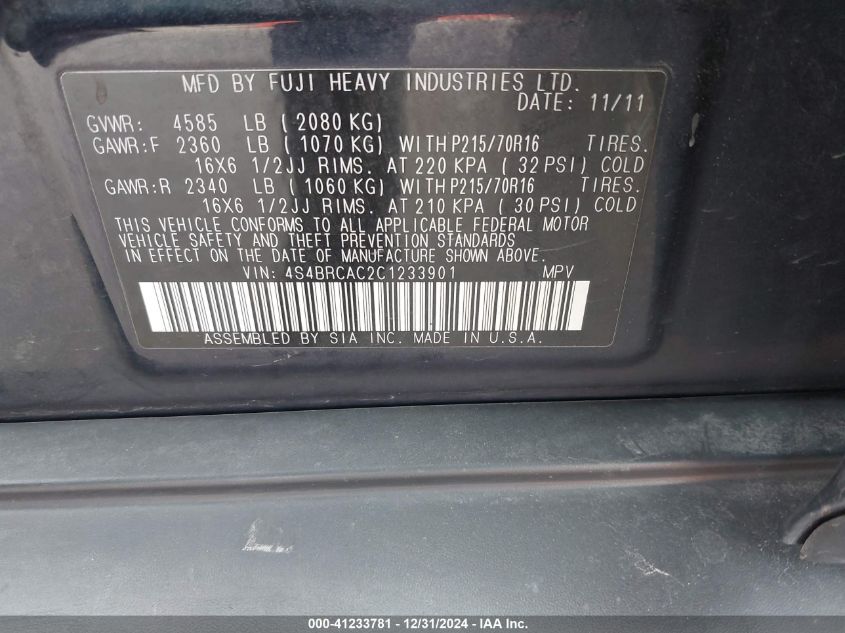 MFD BY FUJI HEAVY INDUSTRIES LTD.
DATE: 11/11
GVWR: 4585 LB ( 2080 KG)
GAWR:F 2360 LB ( 1070 KG) WITH P215/70R16 TIRES.
16X6 1/2JJ RIMS. AT 220 KPA ( 32 PSI) COLD
GAWR:R 2340 LB ( 1060 KG) WITH P215/70R16 TIRES.
16X6 1/2JJ RIMS. AT 210 KPA ( 30 PSI) COLD
THIS VEHICLE CONFORMS TO ALL APPLICABLE FEDERAL MOTOR
VEHICLE SAFETY AND THEFT PREVENTION STANDARDS
IN EFFECT ON THE DATE OF MANUFACTURE SHOWN ABOVE.
VIN: 4S4BRCAC2C1233901 MPV
ASSEMBLED BY SIA INC. MADE IN U.S.A.
000-41233781 - 12/31/2024 - IAA Inc.